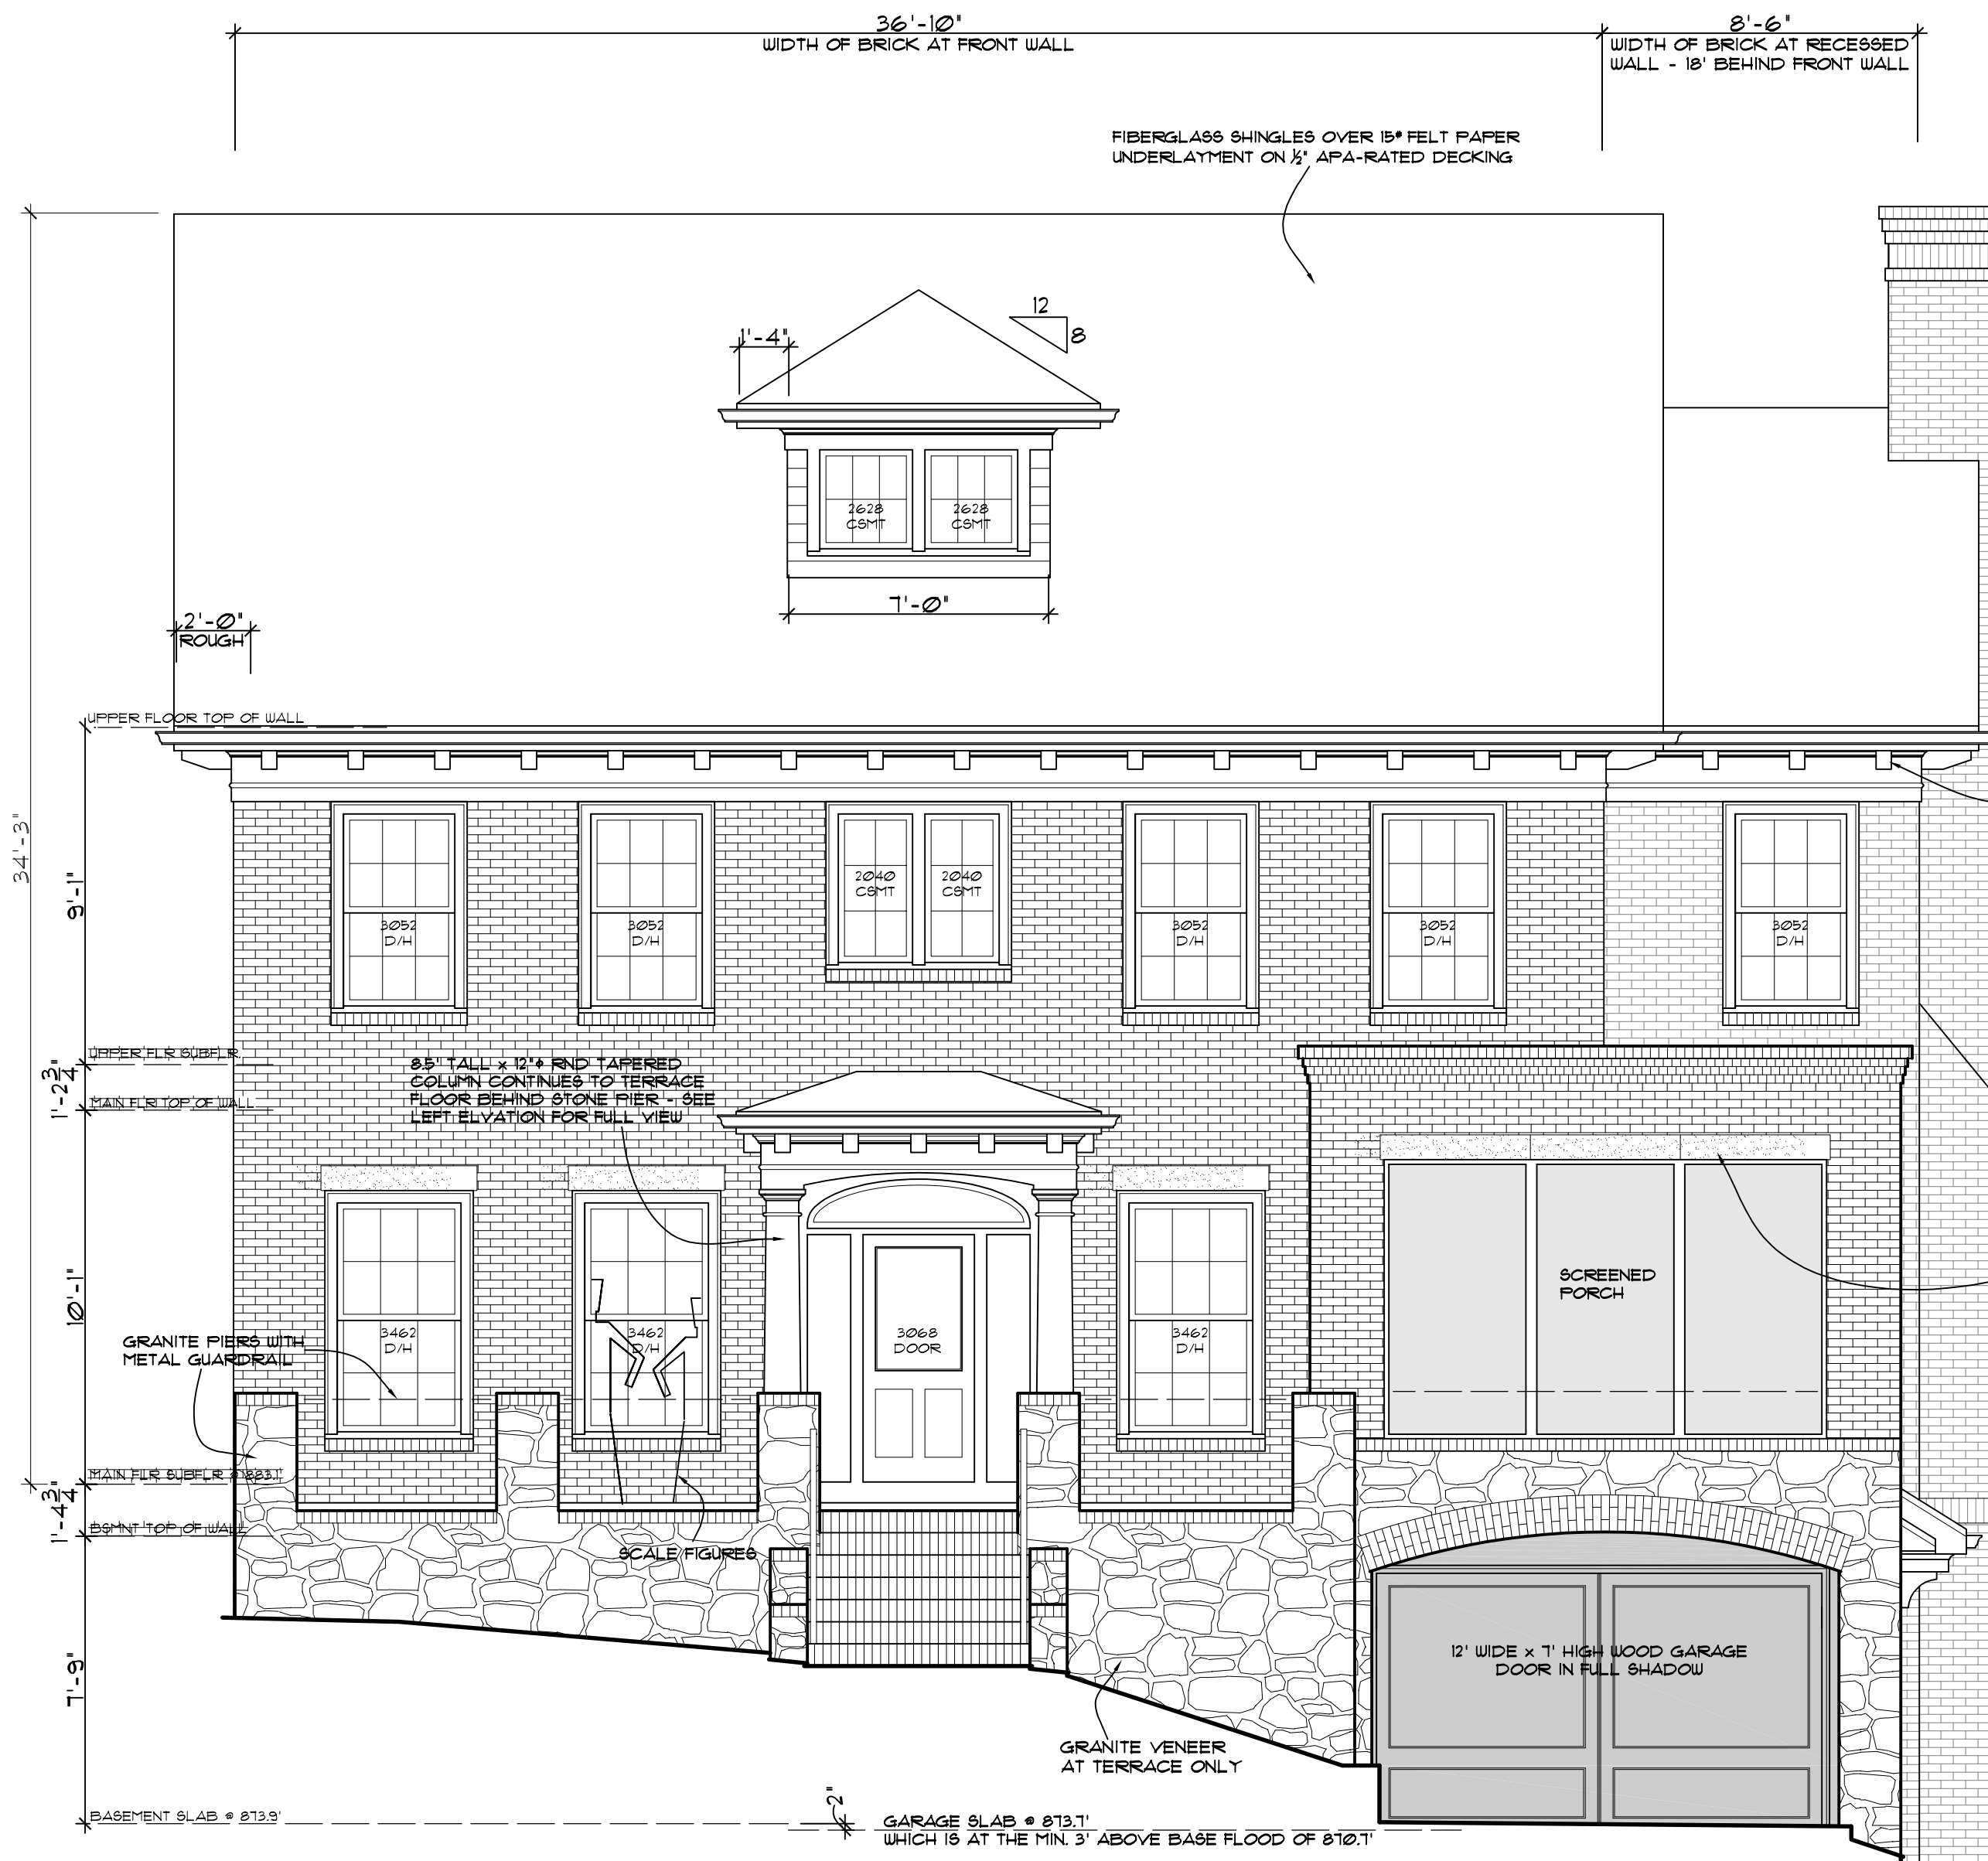 36'-10"
WIDTH OF BRICK AT FRONT WALL
8'-6"
WIDTH OF BRICK AT RECESSED
WALL - 18' BEHIND FRONT WALL
FIBERGLASS SHINGLES OVER 15# FELT PAPER
UNDERLAYMENT ON ½" APA-RATED DECKING
12
8
1'-4"
2628
CSMT
2628
CSMT
7'-0"
2'-0"
ROUGH
UPPER FLOOR TOP OF WALL
34'-3"
9'-1"
3052
D/H
3052
D/H
2040
CSMT
2040
CSMT
3052
D/H
3052
D/H
3052
D/H
UPPER FLR SUBFLR
1'-2 3/4"
MAIN FLR TOP OF WALL
8.5' TALL x 12"Φ RND TAPERED
COLUMN CONTINUES TO TERRACE
FLOOR BEHIND STONE PIER - SEE
LEFT ELVATION FOR FULL VIEW
10'-1"
SCREENED
PORCH
GRANITE PIERS WITH
METAL GUARDRAIL
3462
D/H
3462
D/H
3068
DOOR
3462
D/H
MAIN FLR SUBFLR @ 883.1'
1'-4 3/4"
BSMNT TOP OF WALL
SCALE FIGURES
7'-9"
12' WIDE x 7' HIGH WOOD GARAGE
DOOR IN FULL SHADOW
GRANITE VENEER
AT TERRACE ONLY
BASEMENT SLAB @ 873.9'
2"
GARAGE SLAB @ 873.7'
WHICH IS AT THE MIN. 3' ABOVE BASE FLOOD OF 870.7'